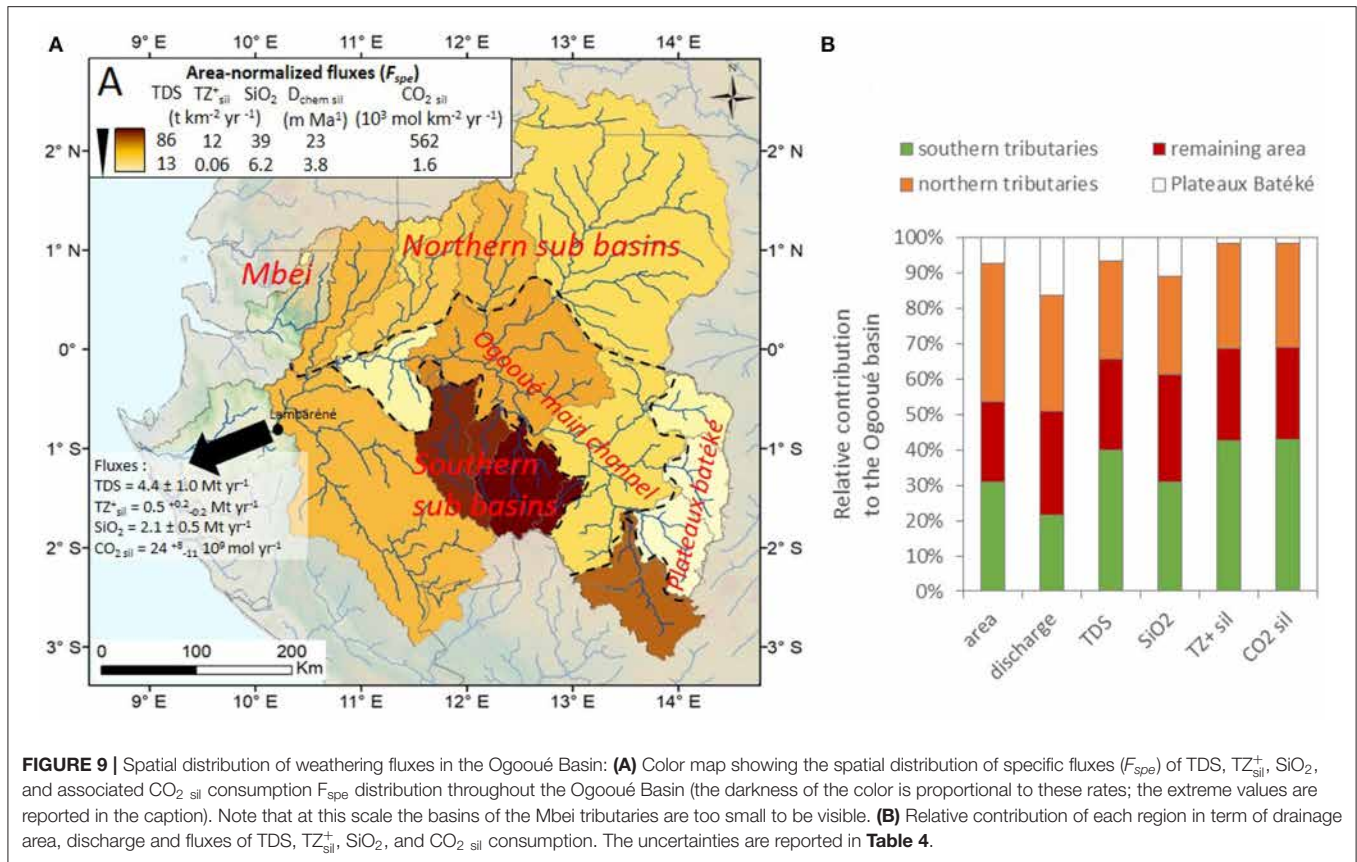 A
B
9° E 10° E 11° E 12° E 13° E 14° E
A
Area-normalized fluxes (Fspe)
TDS TZ⁺sil SiO₂ Dchem sil CO₂ sil
(t km⁻² yr⁻¹) (m Ma¹) (10³ mol km⁻² yr⁻¹)
86 12 39 23 562
13 0.06 6.2 3.8 1.6
N
2° N 2° N
1° N 1° N
0° 0°
1° S 1° S
2° S 2° S
3° S 3° S
Mbei
Northern sub basins
Ogooué main channel
Lambaréné
Southern
sub basins
Plateaux batéké
Fluxes :
TDS = 4.4 ± 1.0 Mt yr⁻¹
TZ⁺sil = 0.5 ⁺⁰·²₋₀.₂ Mt yr⁻¹
SiO₂ = 2.1 ± 0.5 Mt yr⁻¹
CO₂ sil = 24 ⁺⁸₋₁₁ 10⁹ mol yr⁻¹
0 100 200
Km
9° E 10° E 11° E 12° E 13° E 14° E
southern tributaries remaining area
northern tributaries Plateaux Batéké
Relative contribution
to the Ogooué basin
100%
90%
80%
70%
60%
50%
40%
30%
20%
10%
0%
area discharge TDS SiO2 TZ+ sil CO2 sil
FIGURE 9 | Spatial distribution of weathering fluxes in the Ogooué Basin: (A) Color map showing the spatial distribution of specific fluxes (Fspe) of TDS, TZ⁺sil, SiO₂,
and associated CO₂ sil consumption Fspe distribution throughout the Ogooué Basin (the darkness of the color is proportional to these rates; the extreme values are
reported in the caption). Note that at this scale the basins of the Mbei tributaries are too small to be visible. (B) Relative contribution of each region in term of drainage
area, discharge and fluxes of TDS, TZ⁺sil, SiO₂, and CO₂ sil consumption. The uncertainties are reported in Table 4.